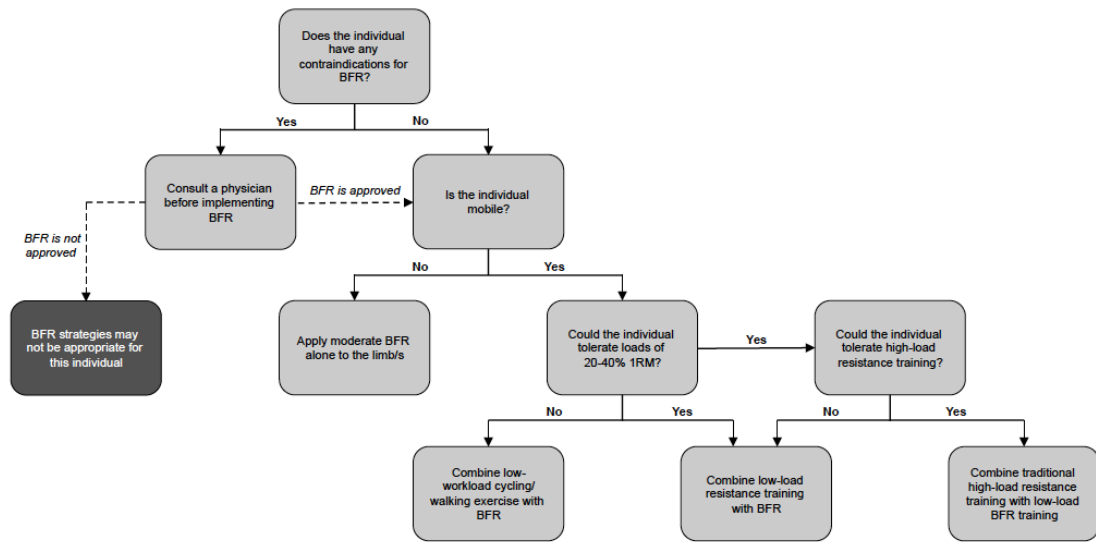 Does the individual
have any
contraindications for
BFR?
Yes
No
Consult a physician
before implementing
BFR
BFR is approved
Is the individual
mobile?
BFR is not
approved
No
Yes
BFR strategies may
not be appropriate for
this individual
Apply moderate BFR
alone to the limb/s
Could the individual
tolerate loads of
20-40% 1RM?
Yes
Could the individual
tolerate high-load
resistance training?
No
Yes
No
Yes
Combine low-
workload cycling/
walking exercise with
BFR
Combine low-load
resistance training
with BFR
Combine traditional
high-load resistance
training with low-load
BFR training